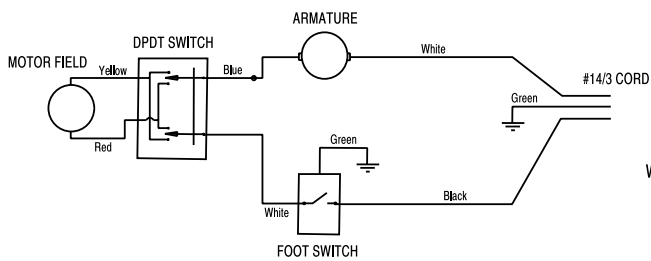 ARMATURE
DPDT SWITCH
MOTOR FIELD
Yellow
Blue
White
#14/3 CORD
Green
Red
Green
White
Black
FOOT SWITCH